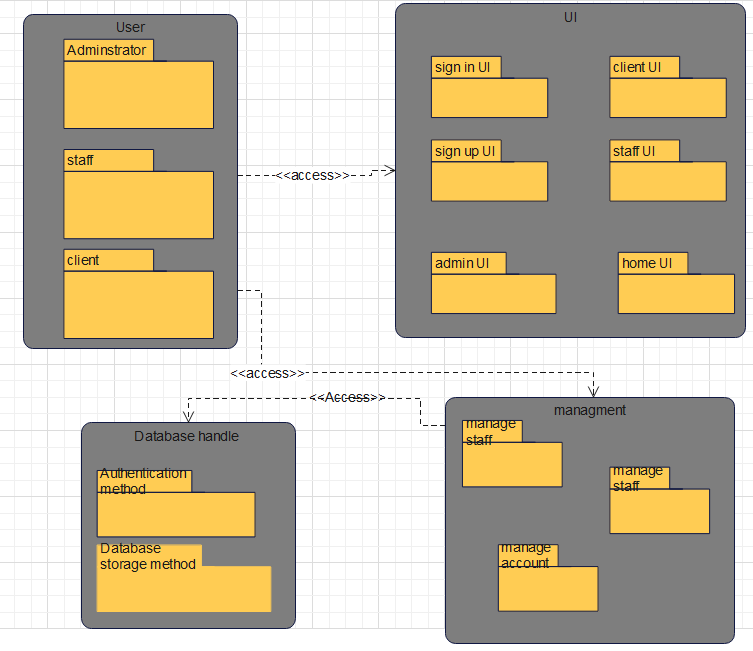 User
Adminstrator
staff
client
<<access>>
UI
sign in UI
client UI
sign up UI
staff UI
admin UI
home UI
<<access>>
<<Access>>
Database handle
Authentication
method
Database
storage method
managment
manage
staff
manage
staff
manage
account